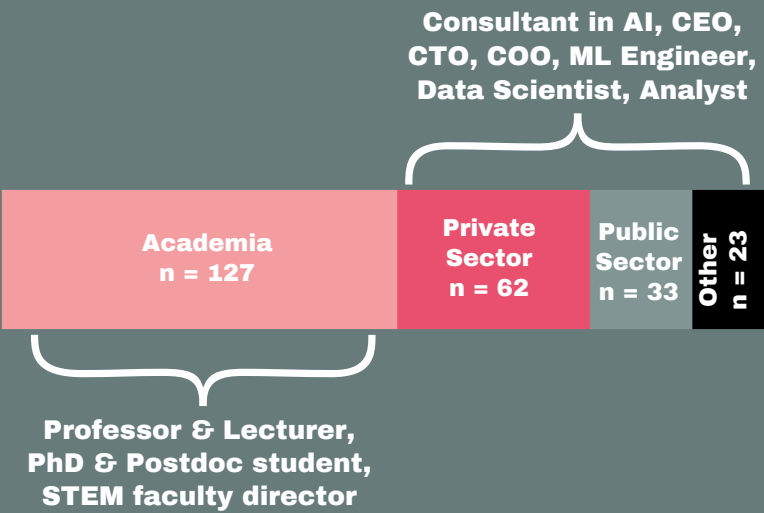 Consultant in AI, CEO,
CTO, COO, ML Engineer,
Data Scientist, Analyst
Academia
n = 127
Private
Sector
n = 62
Public
Sector
n = 33
Other
n = 23
Professor & Lecturer,
PhD & Postdoc student,
STEM faculty director